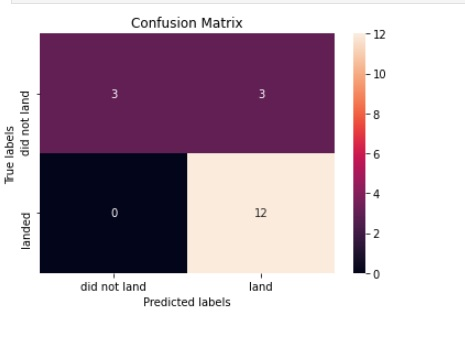 Confusion Matrix
True labels
did not land
landed
3
3
0
12
did not land
land
Predicted labels
12
10
8
6
4
2
0